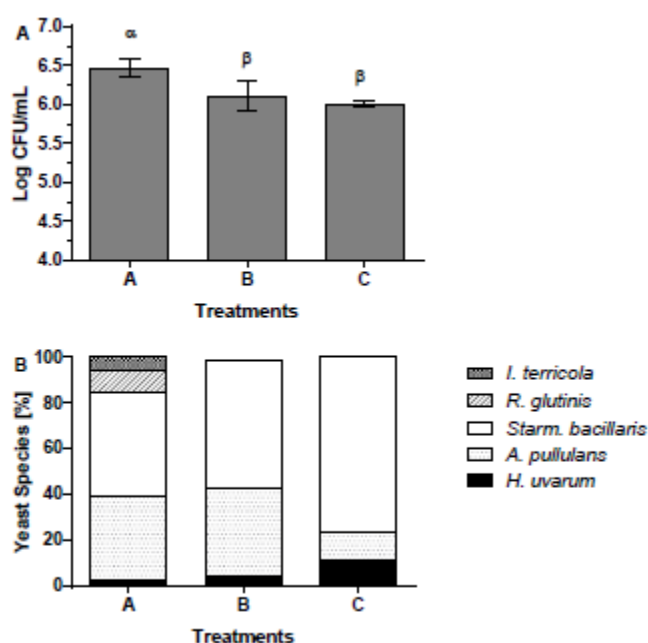 A
7.0
6.5
6.0
5.5
5.0
4.5
4.0
Log CFU/mL
α
β
β
A
B
C
Treatments
B
100
80
60
40
20
0
Yeast Species [%]
A
B
C
Treatments
I. terricola
R. glutinis
Starm. bacillaris
A. pullulans
H. uvarum